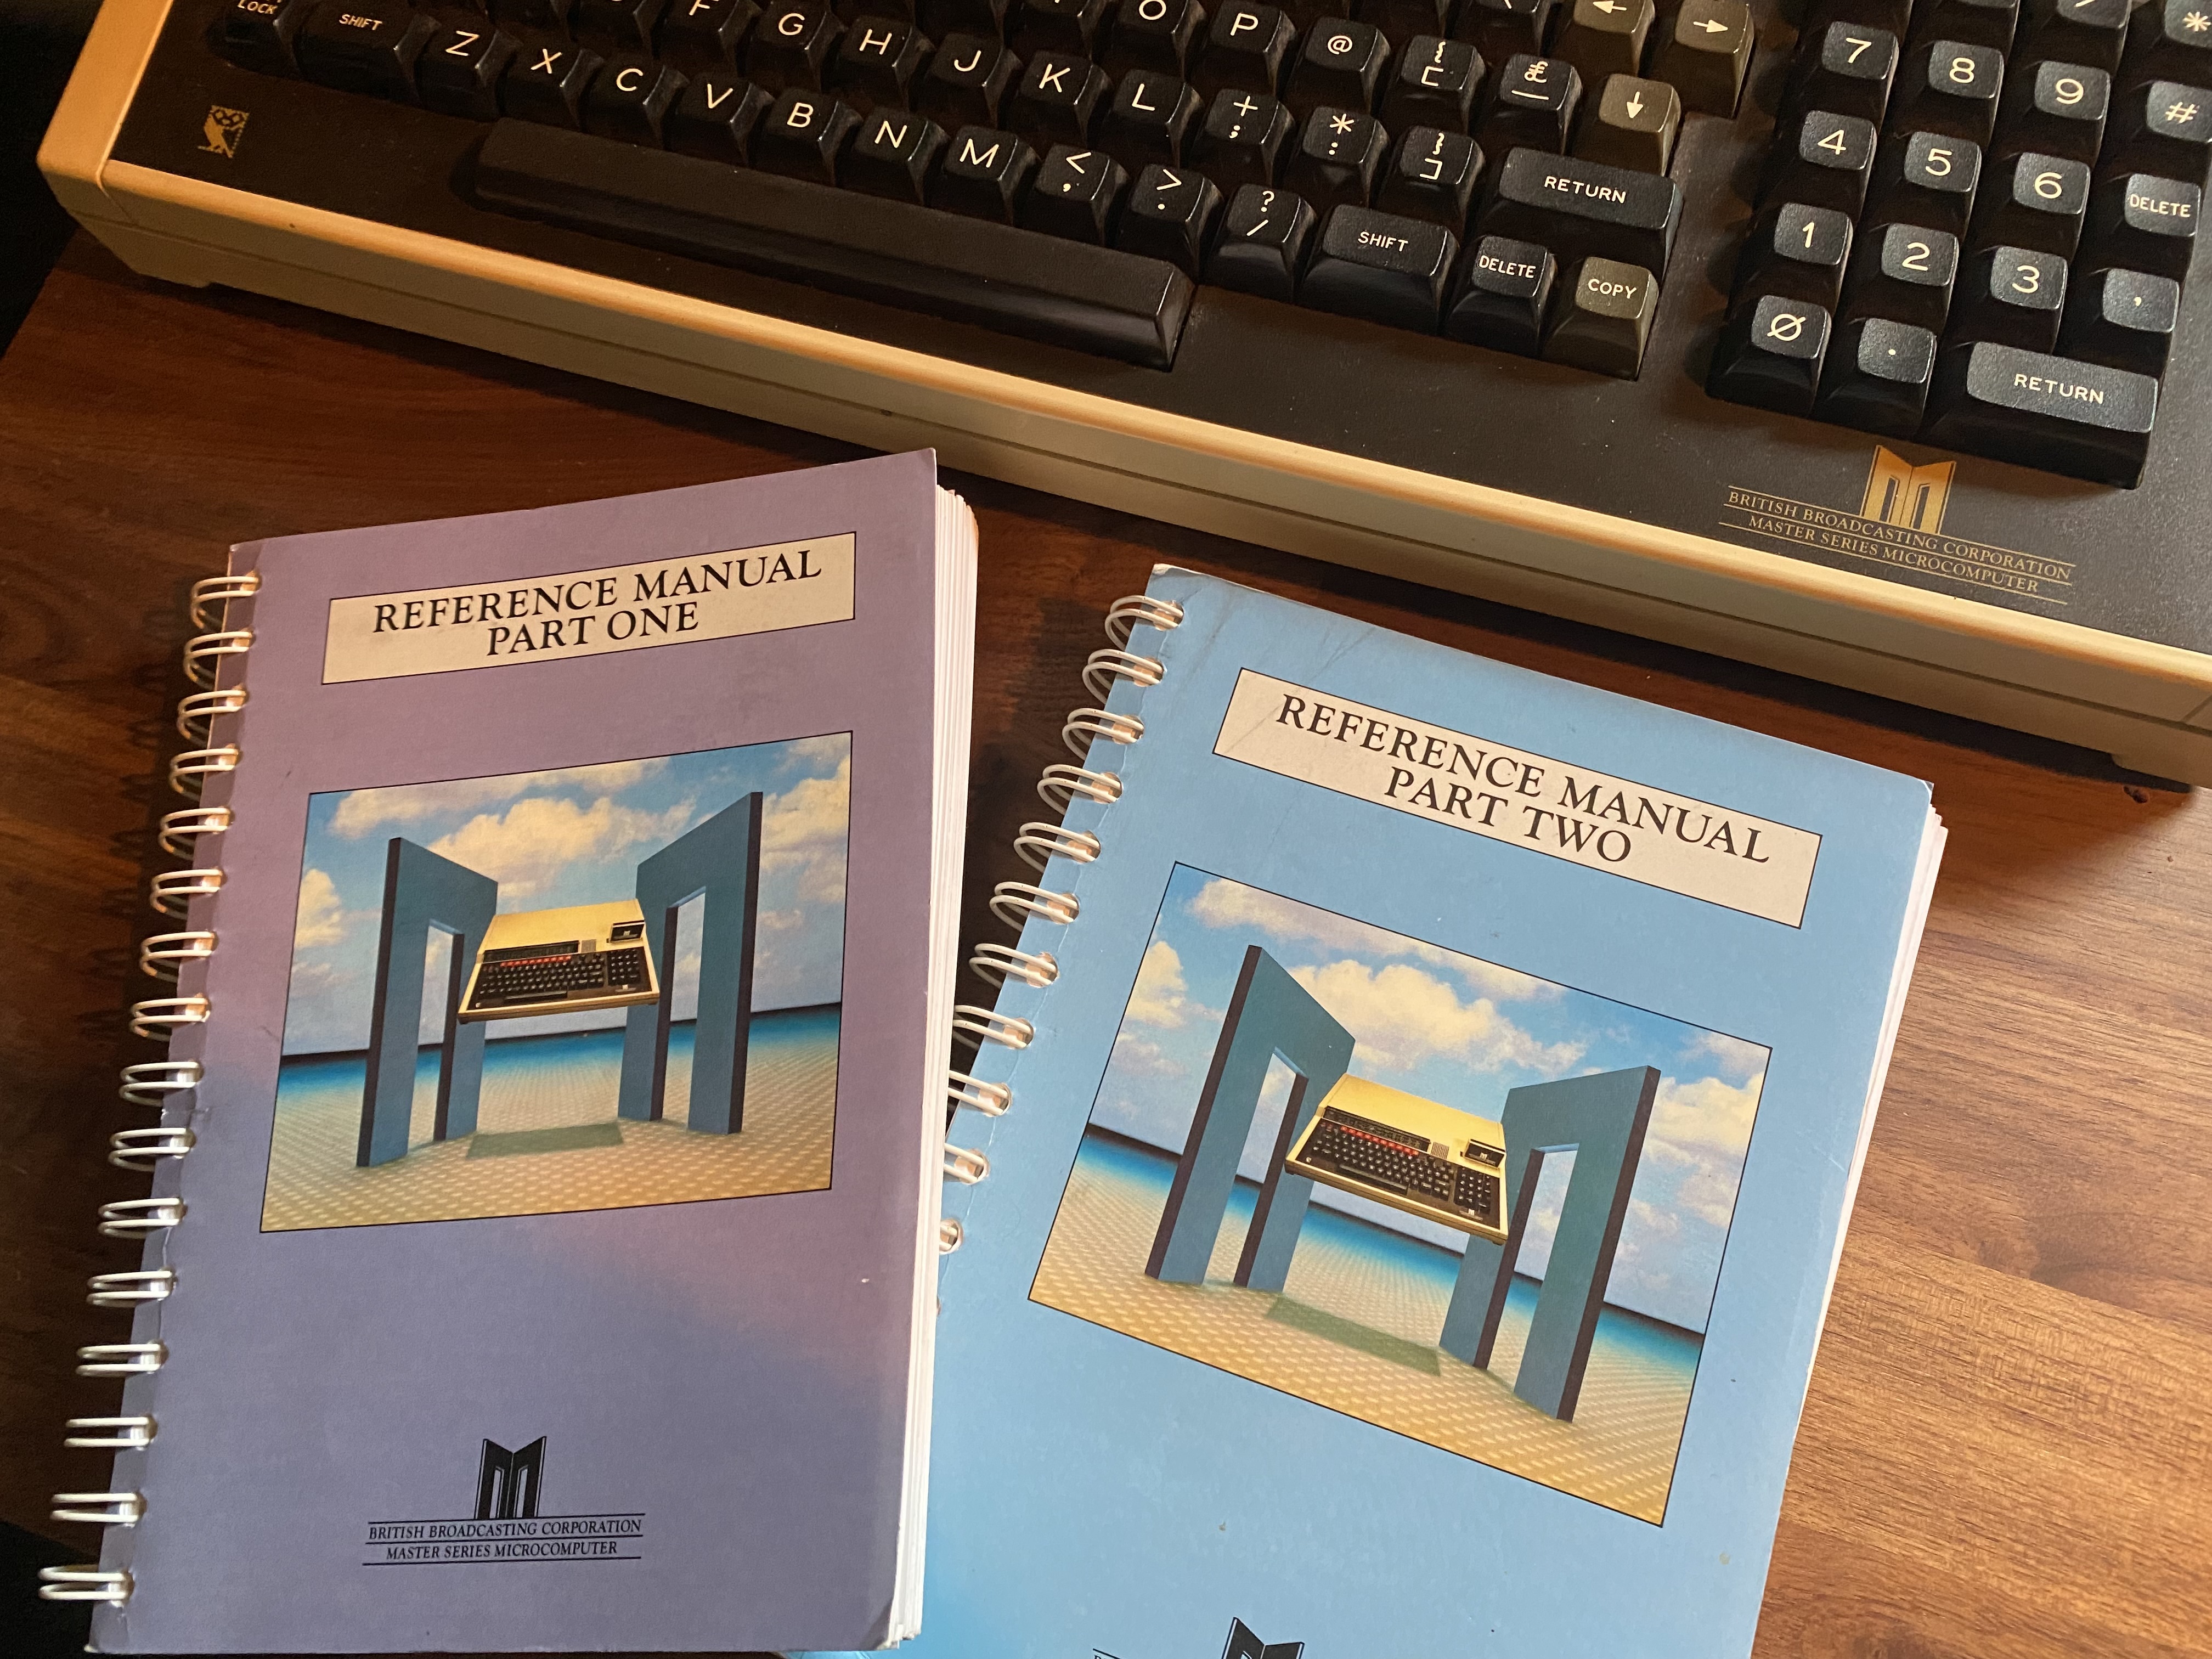 LOCK
SHIFT
F G H J K L
O P @ { [ £ _ ← →
Z X C V B N M < , > . ? /
+ ; * : } ] ↓
RETURN
SHIFT DELETE COPY
7 8 9 #
*
4 5 6 DELETE
1 2 3 ,
0 . RETURN
BRITISH BROADCASTING CORPORATION
MASTER SERIES MICROCOMPUTER
REFERENCE MANUAL
PART ONE
BRITISH BROADCASTING CORPORATION
MASTER SERIES MICROCOMPUTER
REFERENCE MANUAL
PART TWO